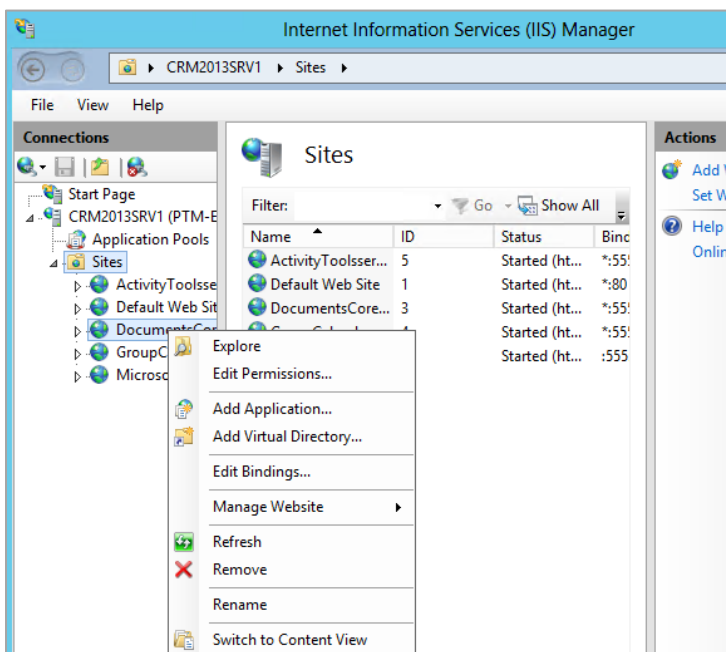 Internet Information Services (IIS) Manager
CRM2013SRV1 Sites
File View Help
Connections
Start Page
CRM2013SRV1 (PTM-E
Application Pools
Sites
ActivityToolsse
Default Web Sit
DocumentsCor
GroupC
Microsc
Sites
Filter: Go Show All
Name ID Status Binc
ActivityToolsser... 5 Started (ht... *:55!
Default Web Site 1 Started (ht... *:80
DocumentsCore... 3 Started (ht... *:55!
Started (ht... *:55!
Started (ht... :555
Explore
Edit Permissions...
Add Application...
Add Virtual Directory...
Edit Bindings...
Manage Website
Refresh
Remove
Rename
Switch to Content View
Actions
Add
Set W
Help
Onlin